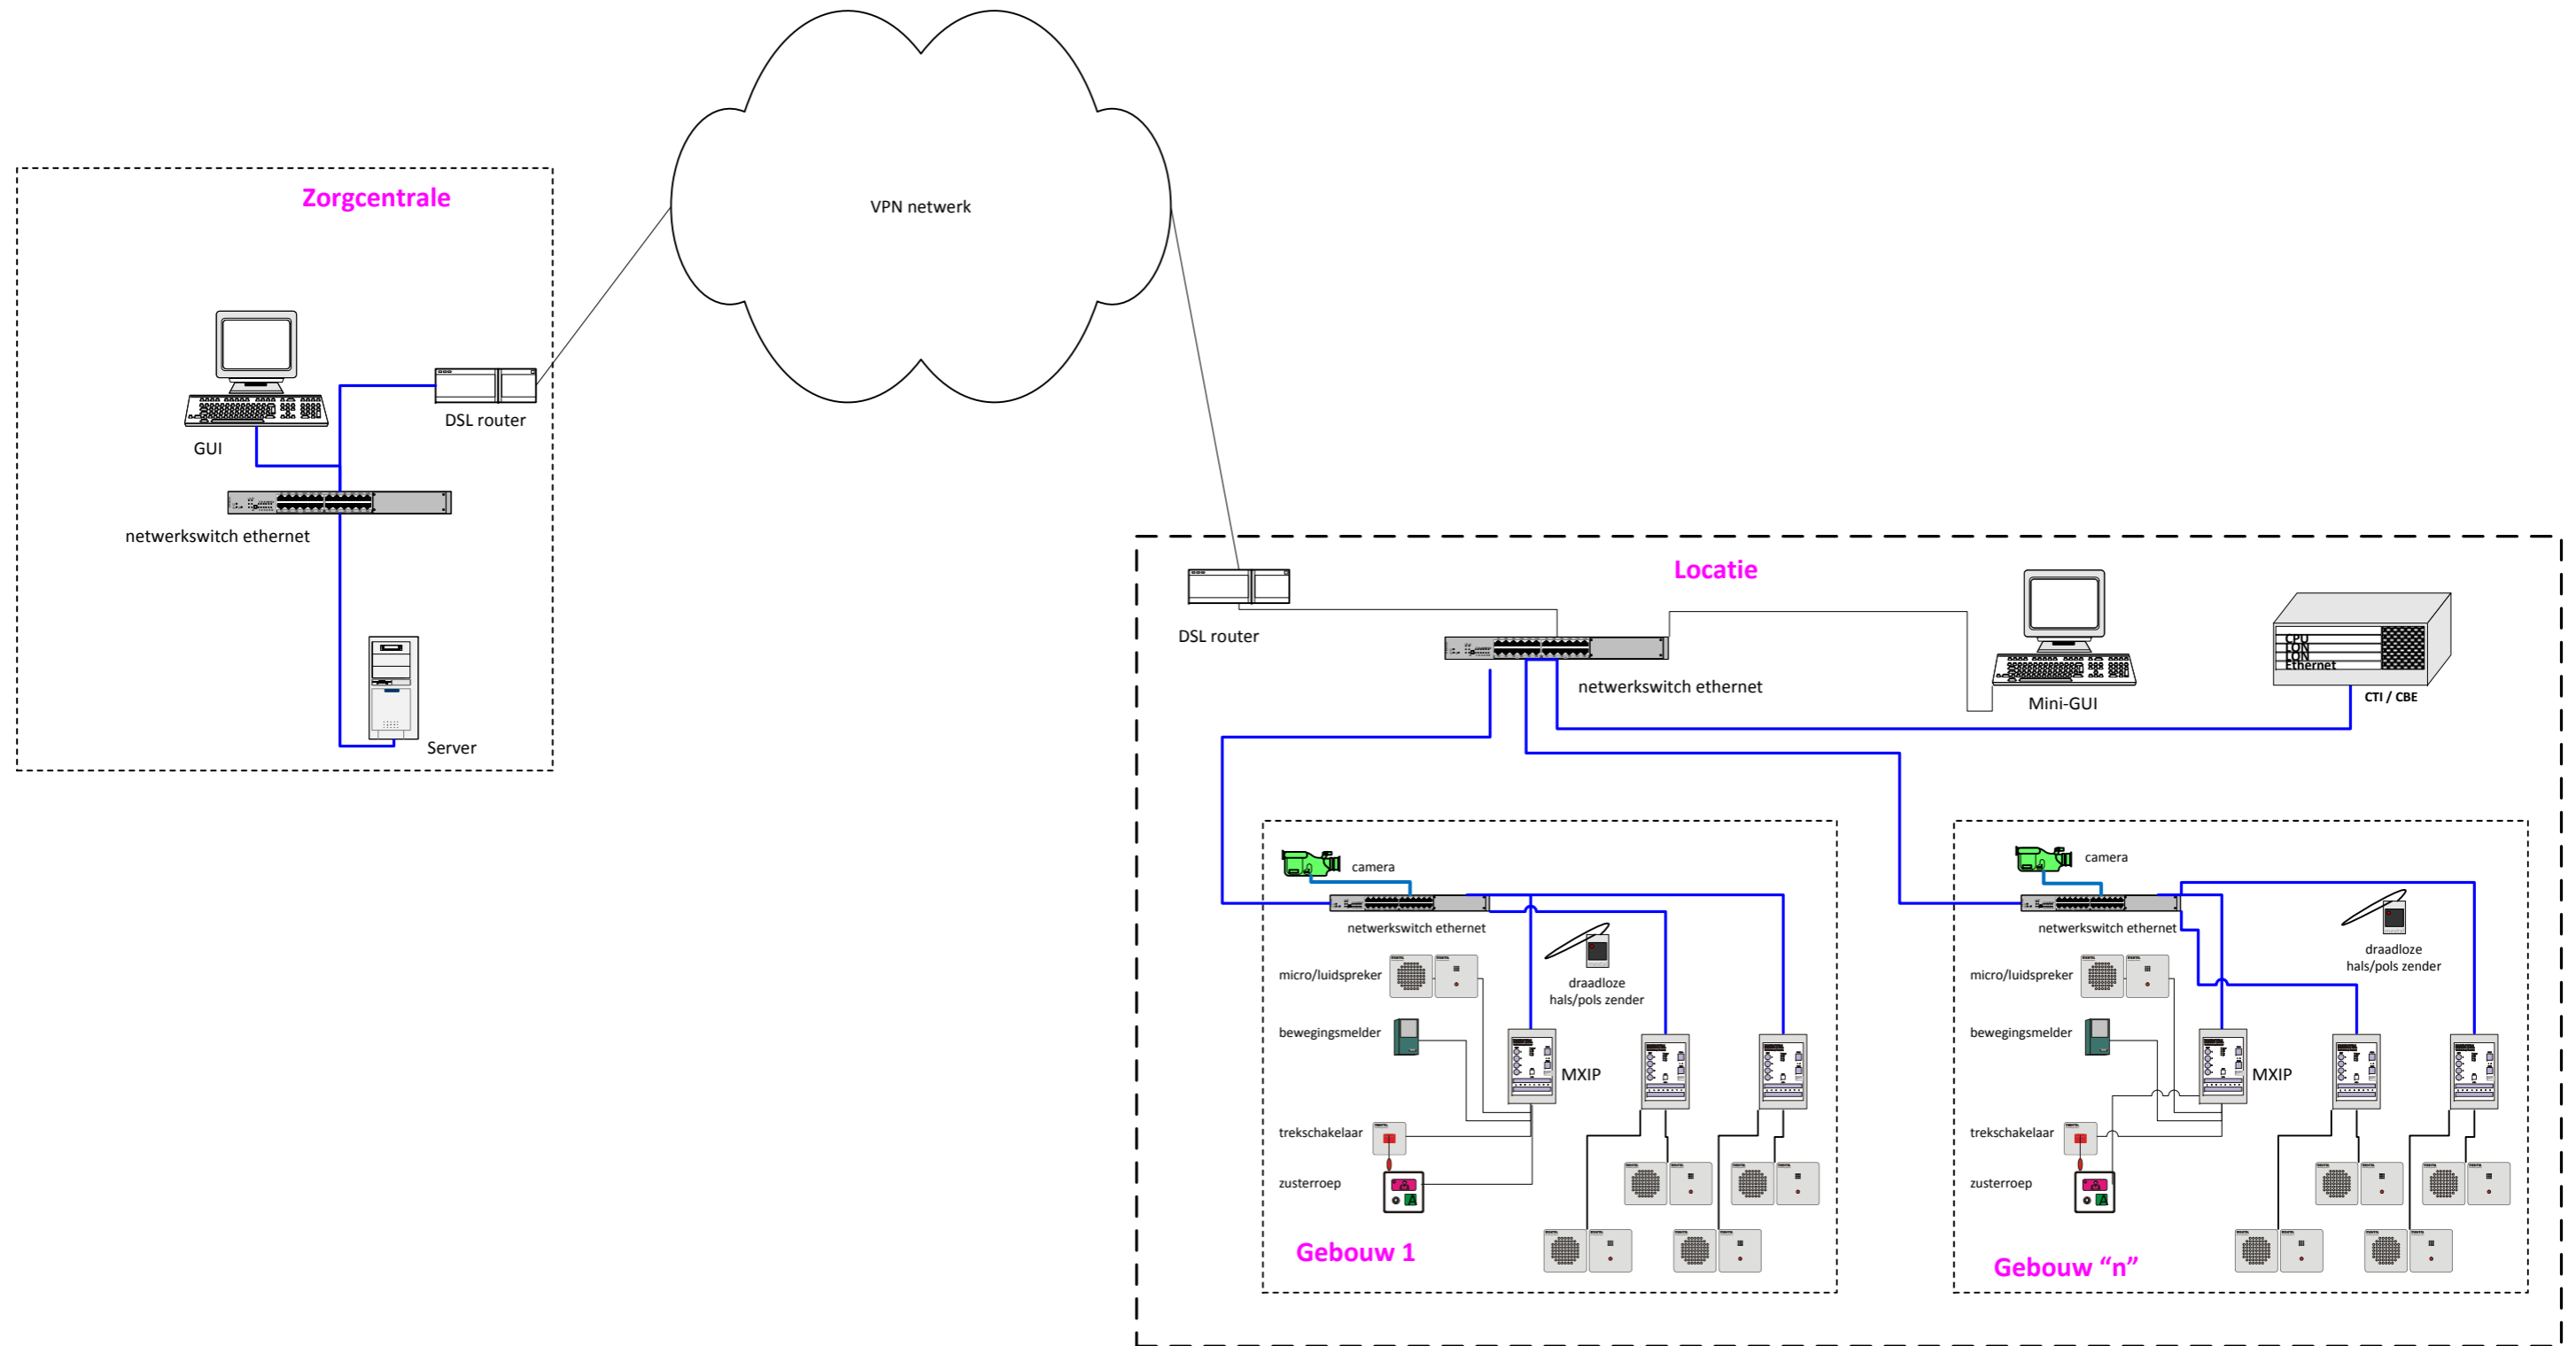 Zorgcentrale
VPN netwerk
DSL router
GUI
netwerkswitch ethernet
Server
Locatie
DSL router
netwerkswitch ethernet
Mini-GUI
CPU
LON
LON
Ethernet
CTI / CBE
camera
netwerkswitch ethernet
draadloze
hals/pols zender
micro/luidspreker
bewegingsmelder
MXIP
trekschakelaar
zusterroep
Gebouw 1
camera
netwerkswitch ethernet
draadloze
hals/pols zender
micro/luidspreker
bewegingsmelder
MXIP
trekschakelaar
zusterroep
Gebouw “n”